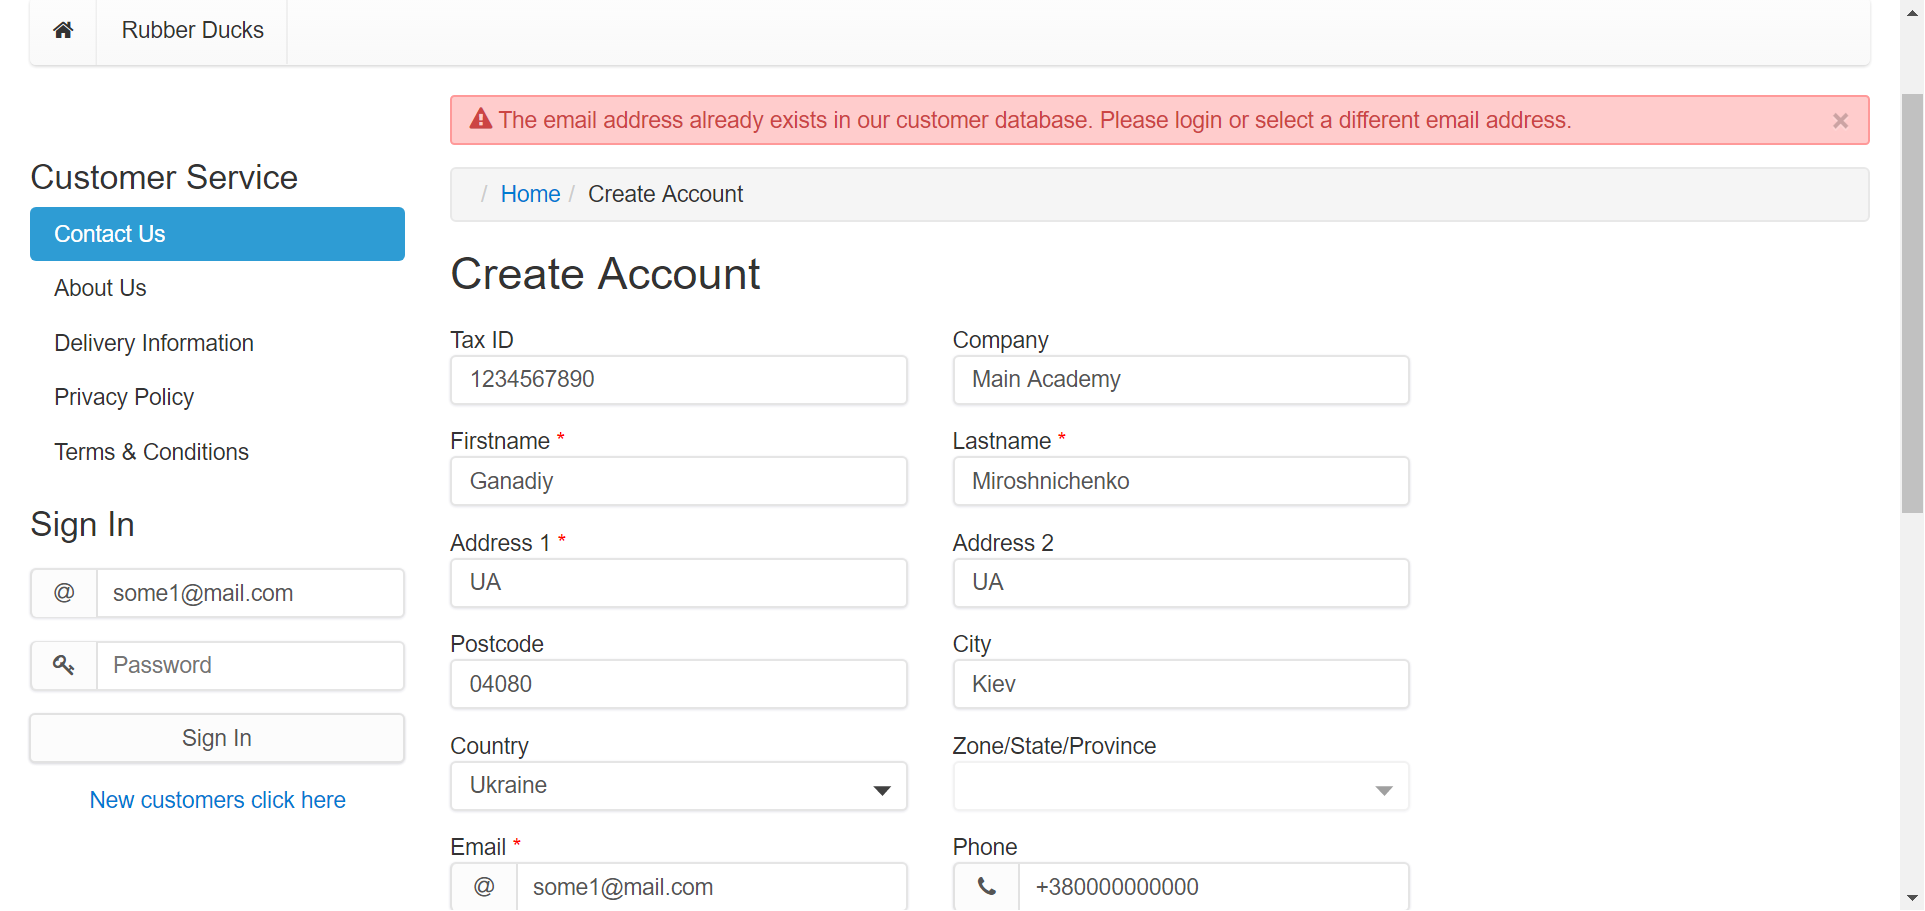 Rubber Ducks
The email address already exists in our customer database. Please login or select a different email address. ×
/ Home / Create Account
Customer Service
Contact Us
About Us
Delivery Information
Privacy Policy
Terms & Conditions
Sign In
@ some1@mail.com
Password
Sign In
New customers click here
Create Account
Tax ID
1234567890
Company
Main Academy
Firstname *
Ganadiy
Lastname *
Miroshnichenko
Address 1 *
UA
Address 2
UA
Postcode
04080
City
Kiev
Country
Ukraine
Zone/State/Province
Email *
@ some1@mail.com
Phone
+380000000000